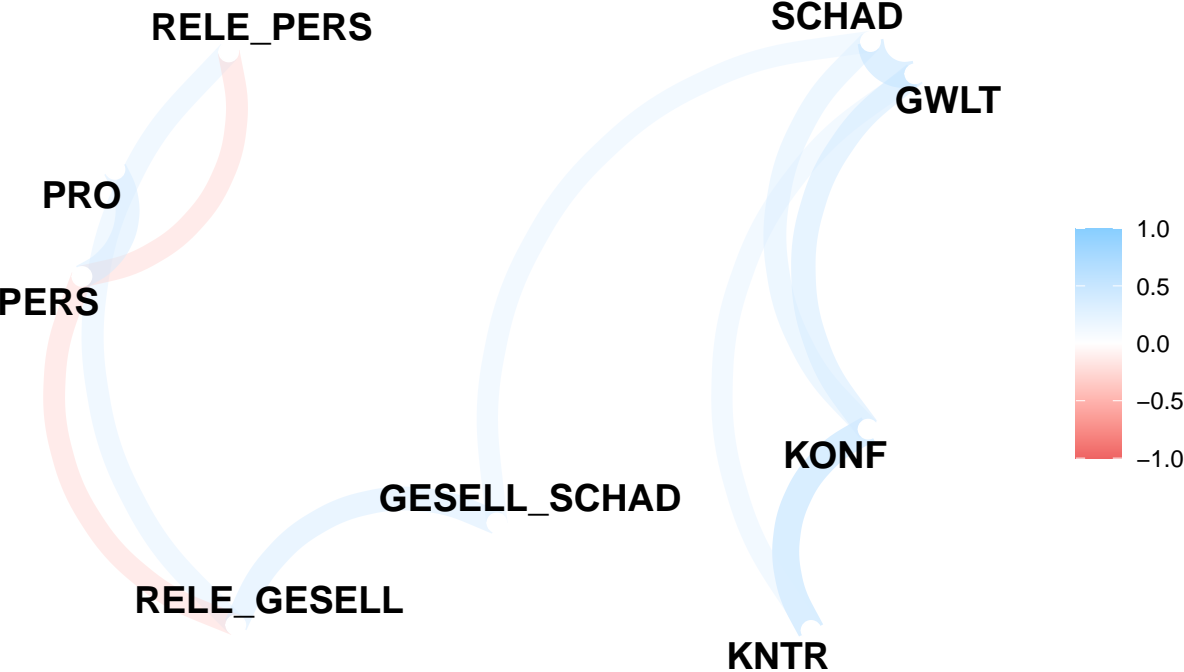 RELE_PERS
SCHAD
GWLT
PRO
PERS
KONF
GESELL_SCHAD
RELE_GESELL
KNTR
1.0
0.5
0.0
−0.5
−1.0